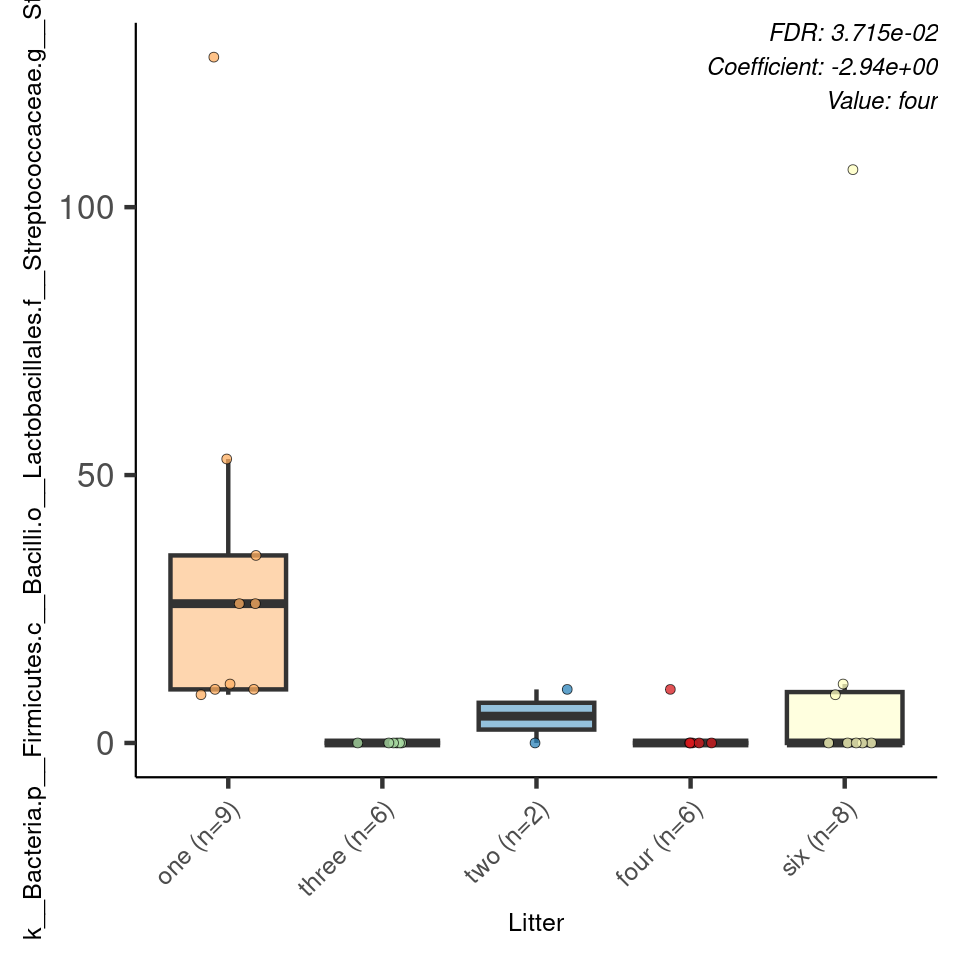 FDR: 3.715e-02
Coefficient: -2.94e+00
Value: four
k__Bacteria.p__Firmicutes.c__Bacilli.o__Lactobacillales.f__Streptococcaceae.g__St
100
50
0
one (n=9)
three (n=6)
two (n=2)
four (n=6)
six (n=8)
Litter